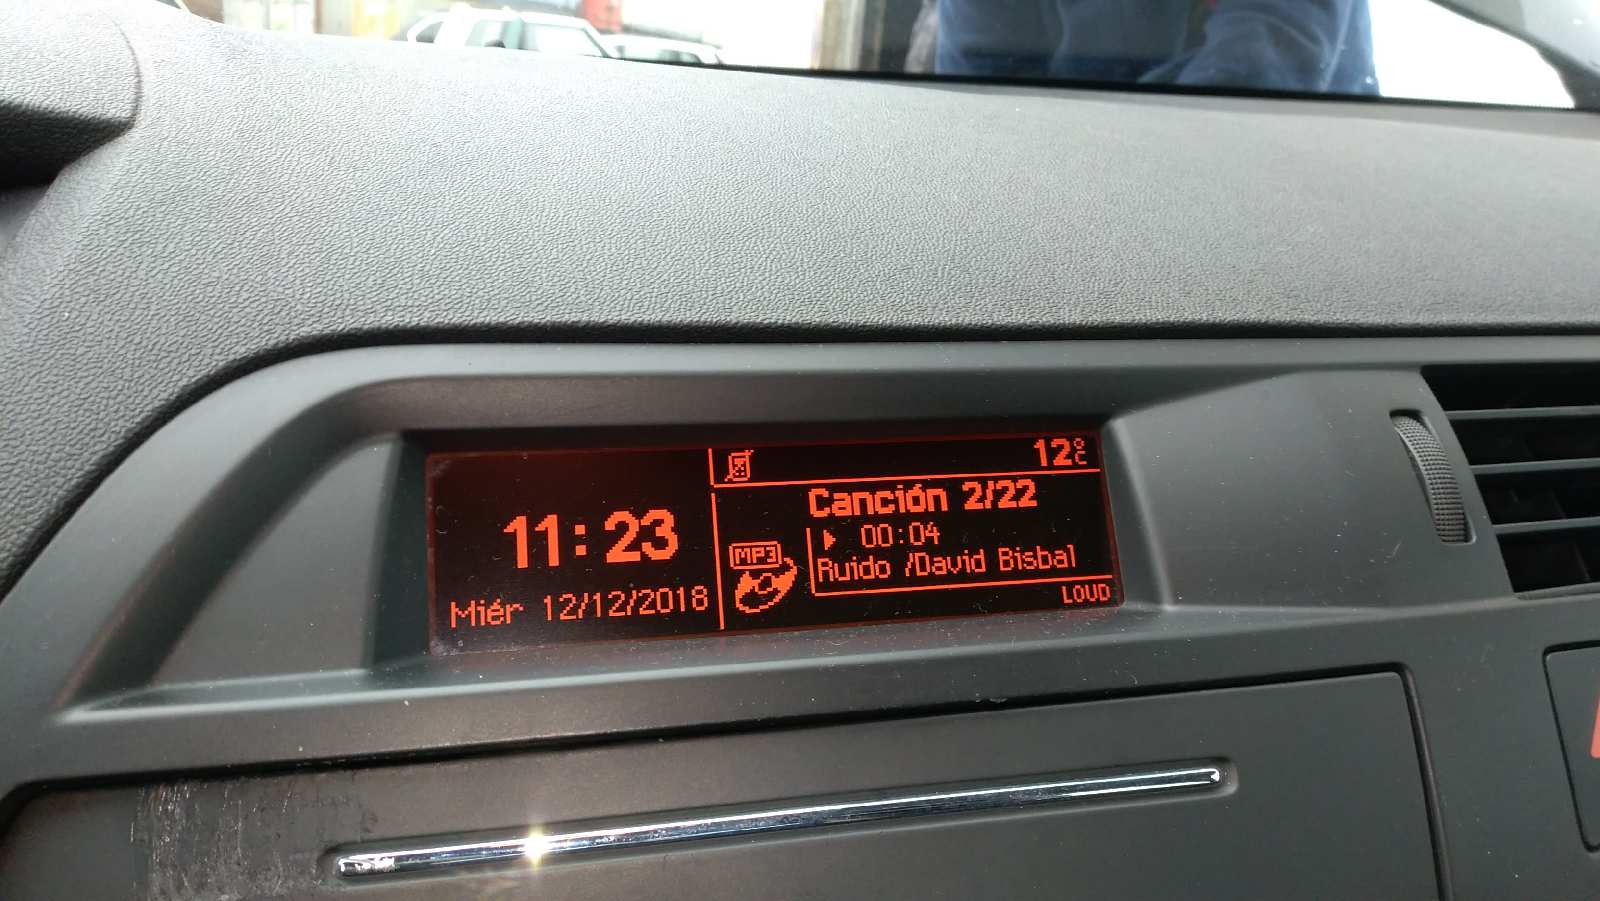 12°C
Canción 2/22
00:04
11:23
MP3
Ruido /David Bisbal
Miér 12/12/2018
LOUD